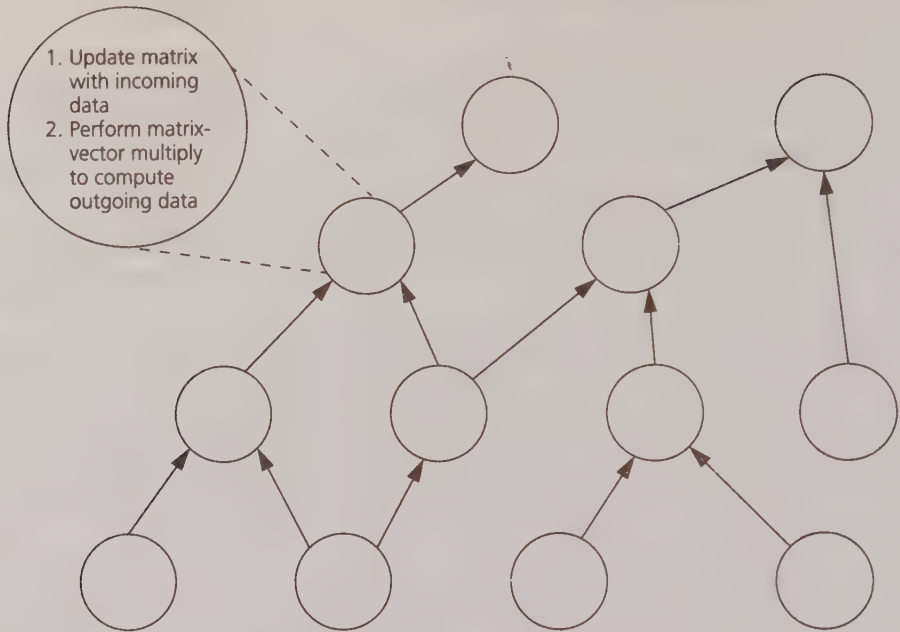 1. Update matrix
with incoming
data
2. Perform matrix-
vector multiply
to compute
outgoing data